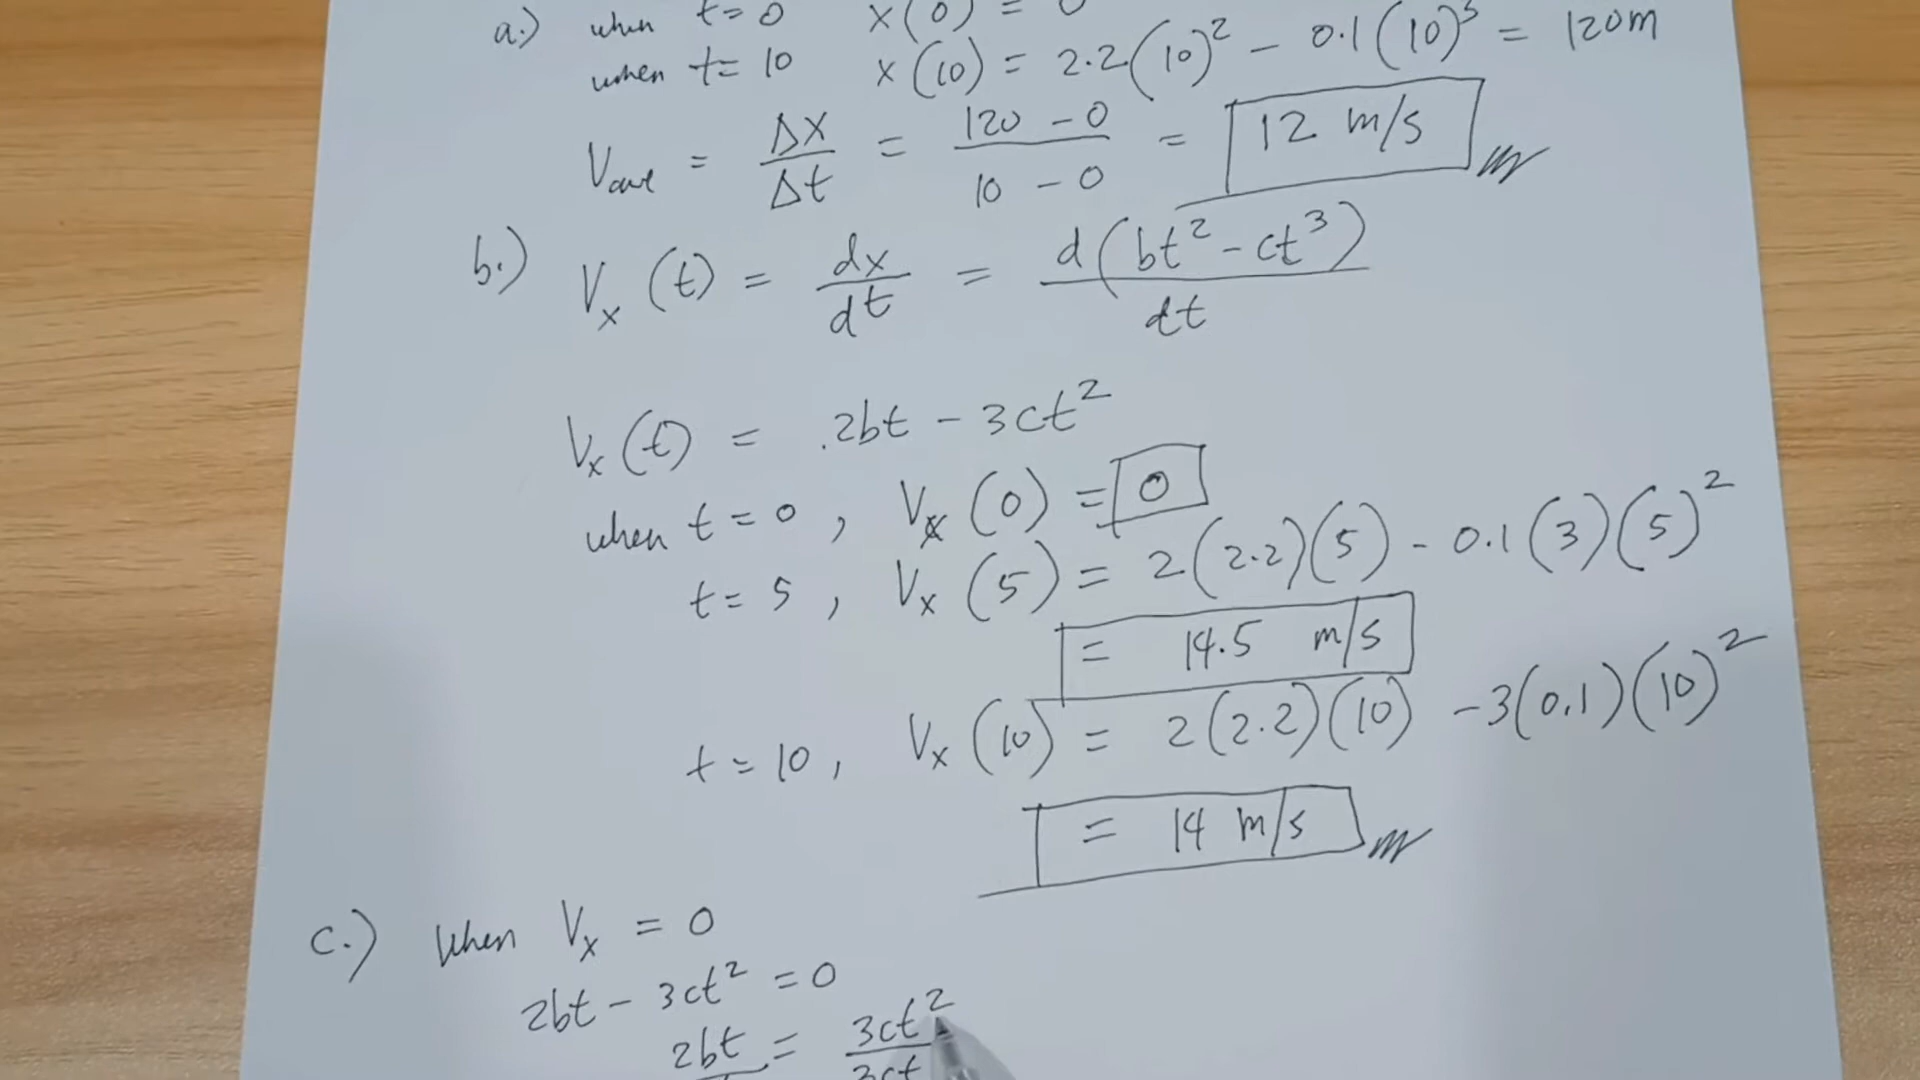 a.) when t = 0 x(0) = 0
when t = 10 x(10) = 2.2(10)² - 0.1(10)³ = 120m
Vave = Δx/Δt = (120 - 0)/(10 - 0) = 12 m/s
b.) Vx(t) = dx/dt = d(bt² - ct³)/dt
Vx(t) = .2bt - 3ct²
when t = 0, Vx(0) = 0
t = 5, Vx(5) = 2(2.2)(5) - 0.1(3)(5)²
= 14.5 m/s
t = 10, Vx(10) = 2(2.2)(10) - 3(0.1)(10)²
= 14 m/s
c.) When Vx = 0
2bt - 3ct² = 0
2bt = 3ct²
3ct